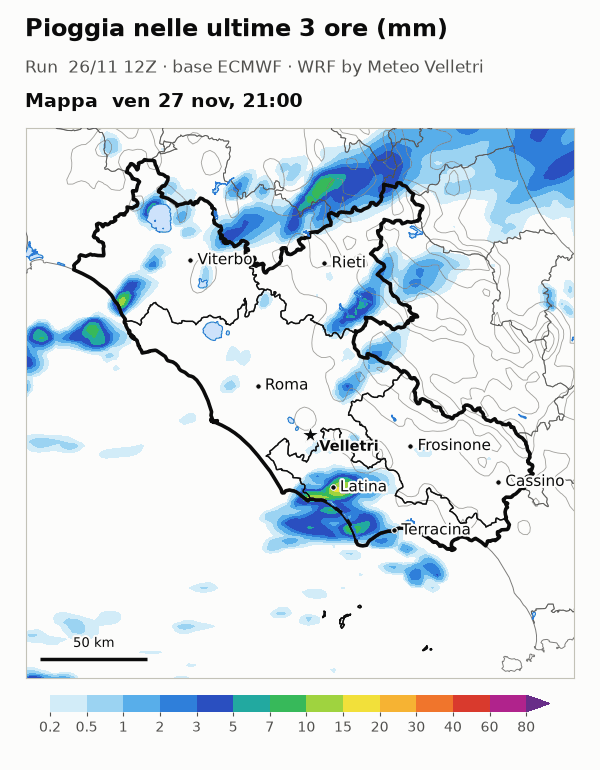 Pioggia nelle ultime 3 ore (mm)
Run  26/11 12Z · base ECMWF · WRF by Meteo Velletri
Mappa  ven 27 nov, 21:00
Viterbo
Rieti
Roma
Velletri
Frosinone
Latina
Cassino
Terracina
50 km
0.2 0.5 1 2 3 5 7 10 15 20 30 40 60 80